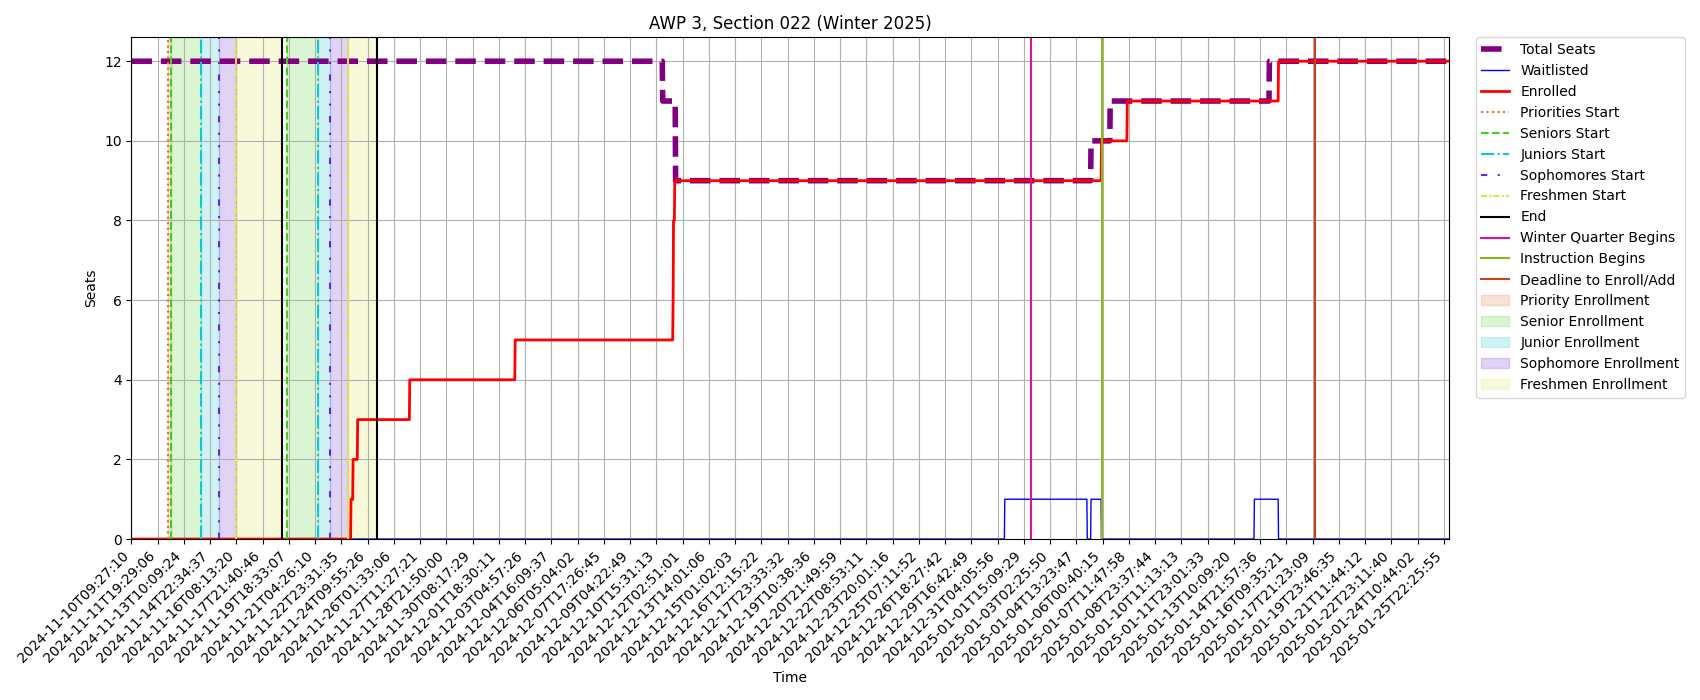 AWP 3, Section 022 (Winter 2025)
Seats
12
10
8
6
4
2
0
2024-11-10T09:27:10
2024-11-11T19:29:06
2024-11-13T10:09:24
2024-11-14T22:34:37
2024-11-16T08:13:20
2024-11-17T21:40:46
2024-11-19T18:33:07
2024-11-21T04:26:10
2024-11-22T23:31:35
2024-11-24T09:55:26
2024-11-26T01:33:06
2024-11-27T11:27:21
2024-11-28T21:50:00
2024-11-30T08:17:29
2024-12-01T18:30:11
2024-12-03T04:57:26
2024-12-04T16:09:37
2024-12-06T05:04:02
2024-12-07T17:26:45
2024-12-09T04:22:49
2024-12-10T15:31:13
2024-12-12T02:51:01
2024-12-13T14:01:06
2024-12-15T01:02:03
2024-12-16T12:15:22
2024-12-17T23:33:32
2024-12-19T10:38:36
2024-12-20T21:49:59
2024-12-22T08:53:11
2024-12-23T20:01:16
2024-12-25T07:11:52
2024-12-26T18:27:42
2024-12-29T16:42:49
2024-12-31T04:05:56
2025-01-01T15:09:29
2025-01-03T02:25:50
2025-01-04T13:23:47
2025-01-06T00:40:15
2025-01-07T11:47:58
2025-01-08T23:37:44
2025-01-10T11:13:13
2025-01-11T23:01:33
2025-01-13T10:09:20
2025-01-14T21:57:36
2025-01-16T09:35:21
2025-01-17T21:23:09
2025-01-19T23:46:35
2025-01-21T11:44:12
2025-01-22T23:11:40
2025-01-24T10:44:02
2025-01-25T22:25:55
Time
Total Seats
Waitlisted
Enrolled
Priorities Start
Seniors Start
Juniors Start
Sophomores Start
Freshmen Start
End
Winter Quarter Begins
Instruction Begins
Deadline to Enroll/Add
Priority Enrollment
Senior Enrollment
Junior Enrollment
Sophomore Enrollment
Freshmen Enrollment